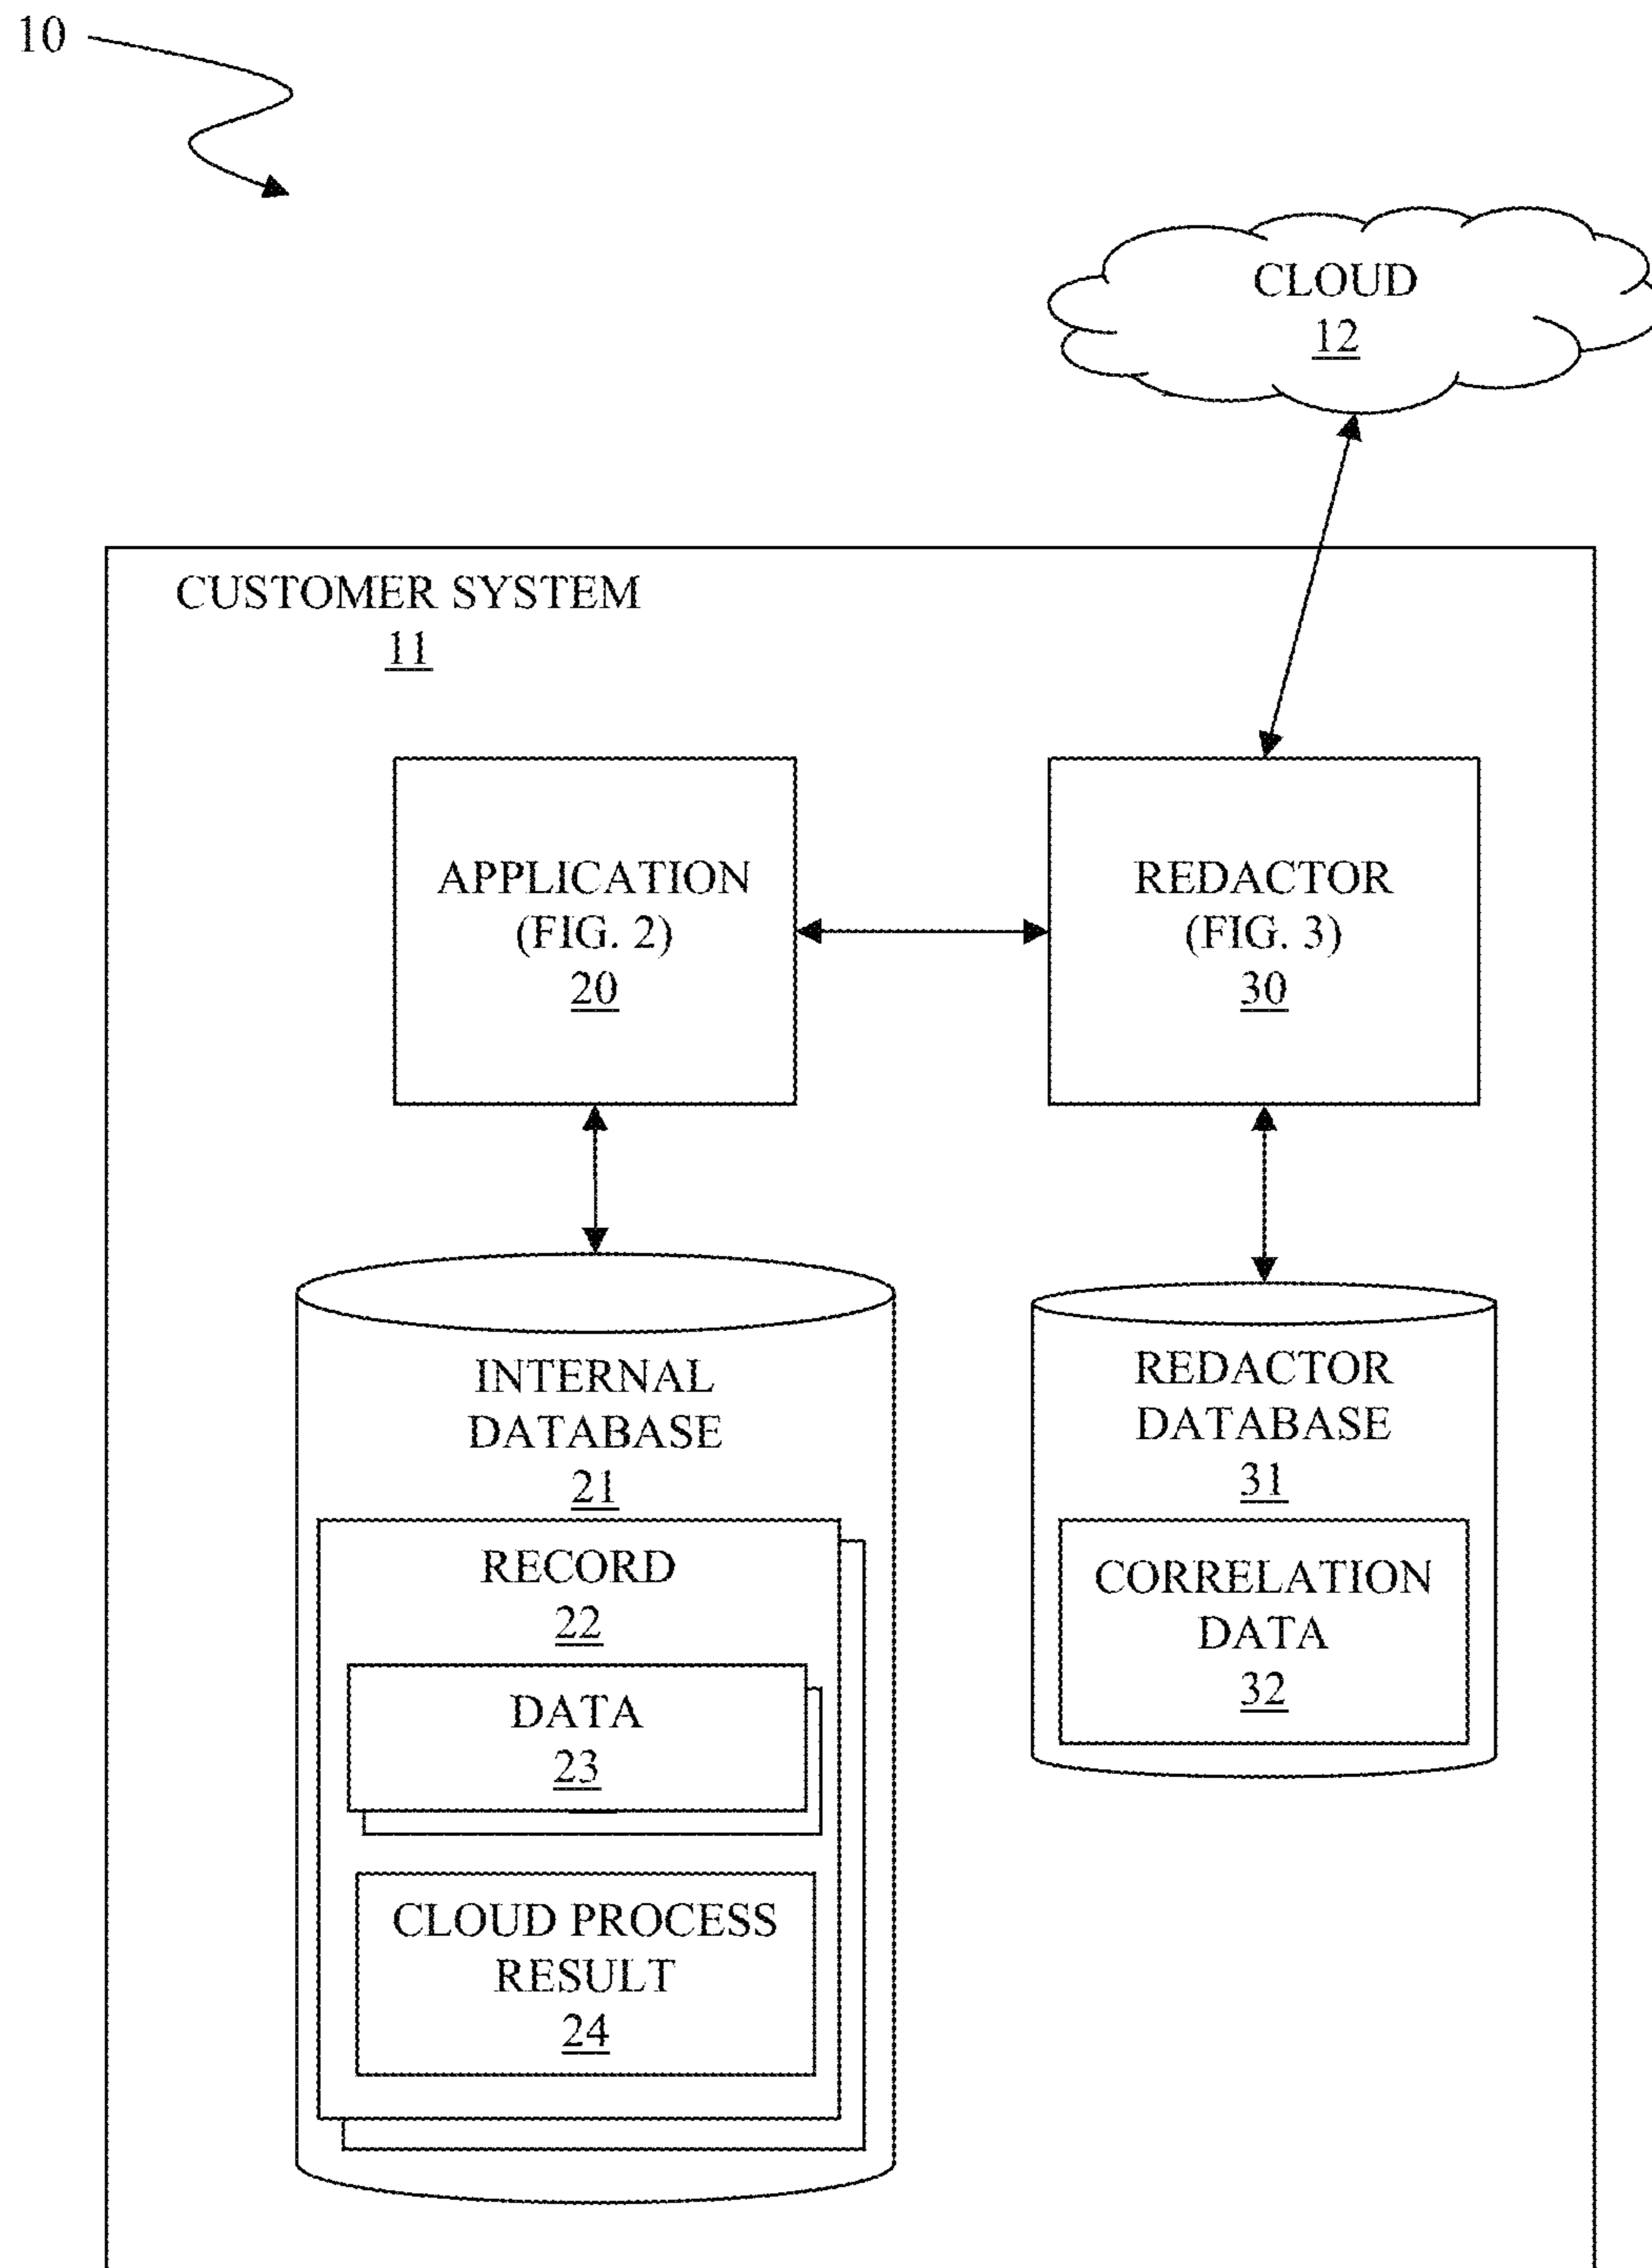 10
CLOUD
12
CUSTOMER SYSTEM
11
APPLICATION
(FIG. 2)
20
REDACTOR
(FIG. 3)
30
INTERNAL
DATABASE
21
RECORD
22
DATA
23
CLOUD PROCESS
RESULT
24
REDACTOR
DATABASE
31
CORRELATION
DATA
32